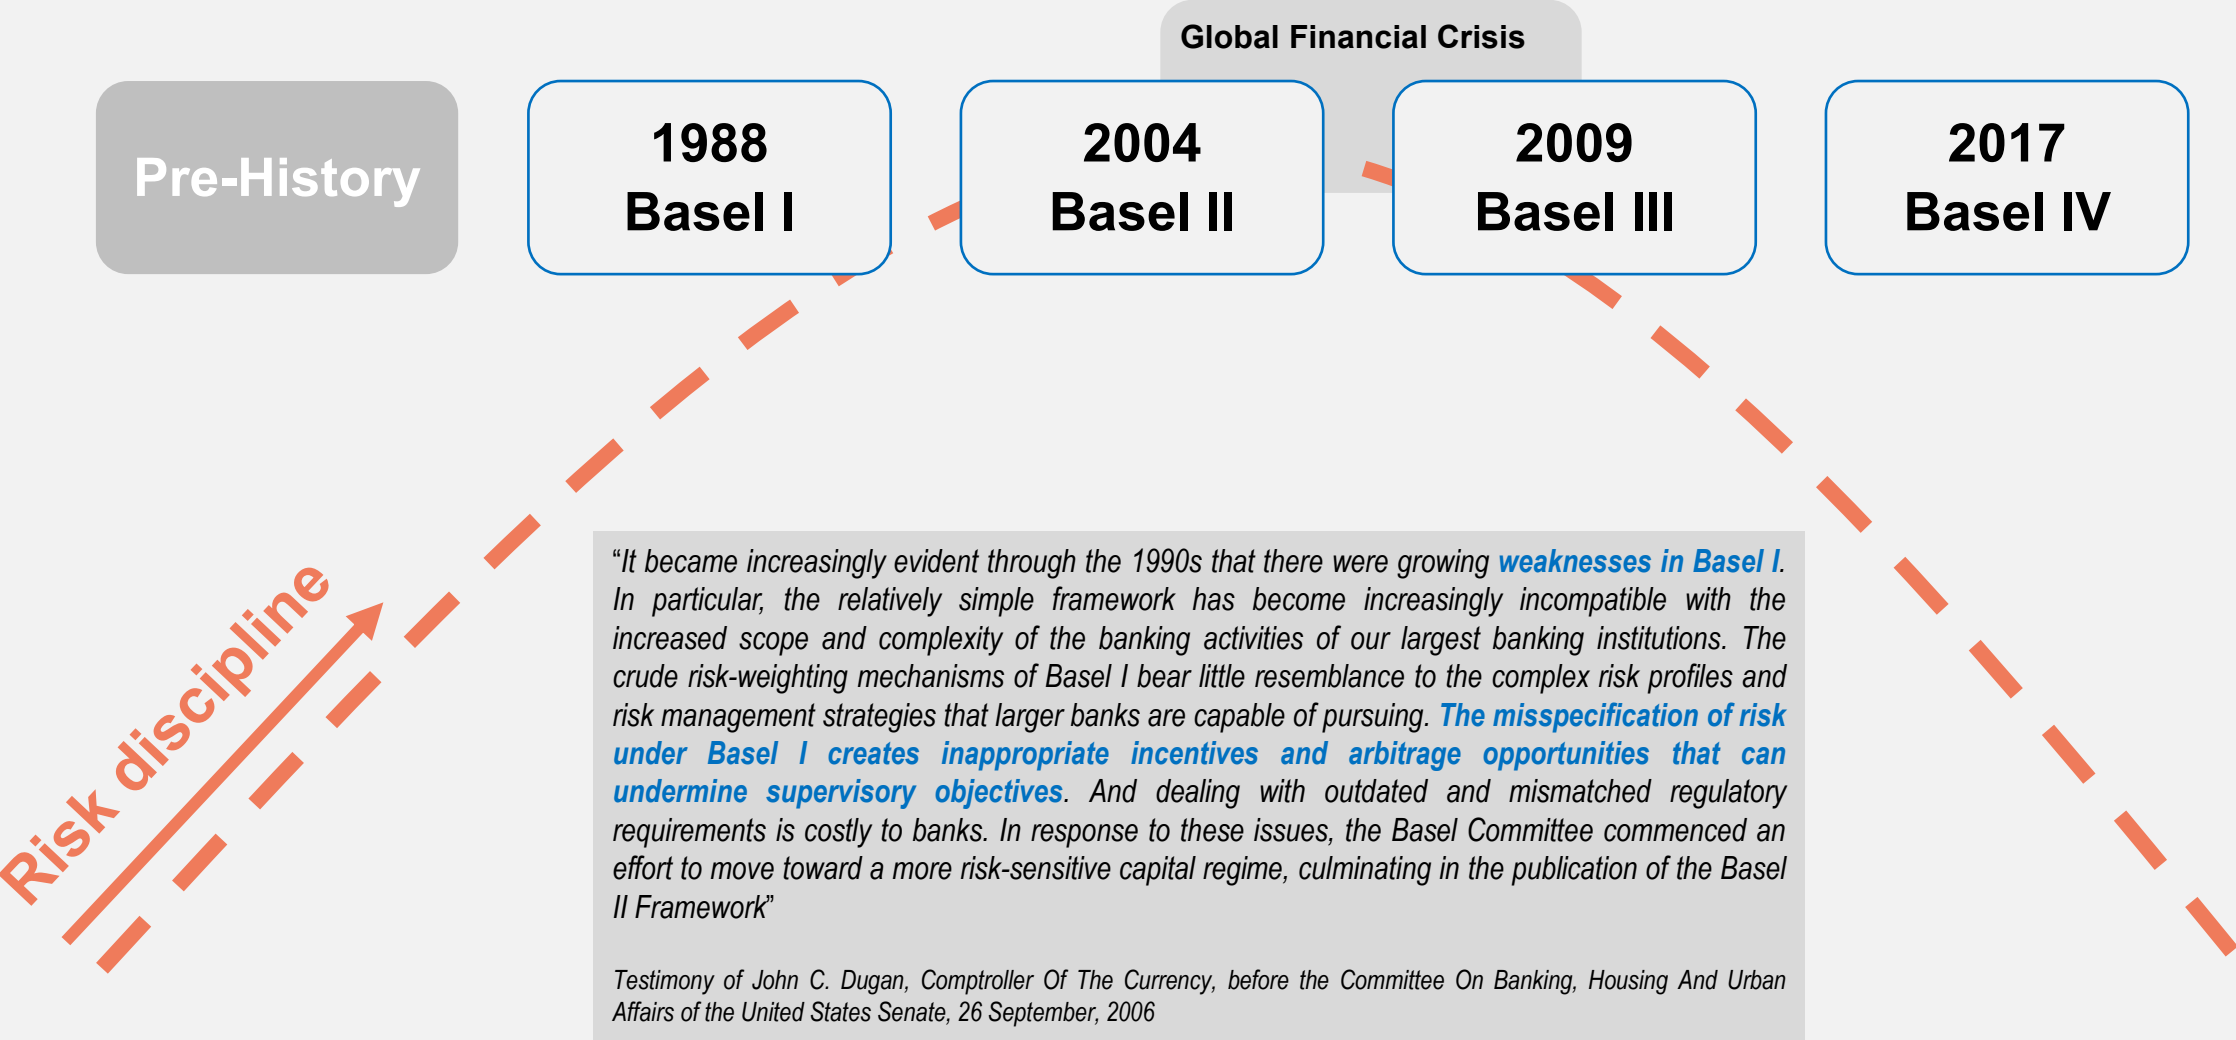 Global Financial Crisis
Pre-History
1988
Basel I
2004
Basel II
2009
Basel III
2017
Basel IV
Risk discipline
“It became increasingly evident through the 1990s that there were growing weaknesses in Basel I.
In particular, the relatively simple framework has become increasingly incompatible with the
increased scope and complexity of the banking activities of our largest banking institutions. The
crude risk-weighting mechanisms of Basel I bear little resemblance to the complex risk profiles and
risk management strategies that larger banks are capable of pursuing. The misspecification of risk
under Basel I creates inappropriate incentives and arbitrage opportunities that can
undermine supervisory objectives. And dealing with outdated and mismatched regulatory
requirements is costly to banks. In response to these issues, the Basel Committee commenced an
effort to move toward a more risk-sensitive capital regime, culminating in the publication of the Basel
II Framework”
Testimony of John C. Dugan, Comptroller Of The Currency, before the Committee On Banking, Housing And Urban
Affairs of the United States Senate, 26 September, 2006